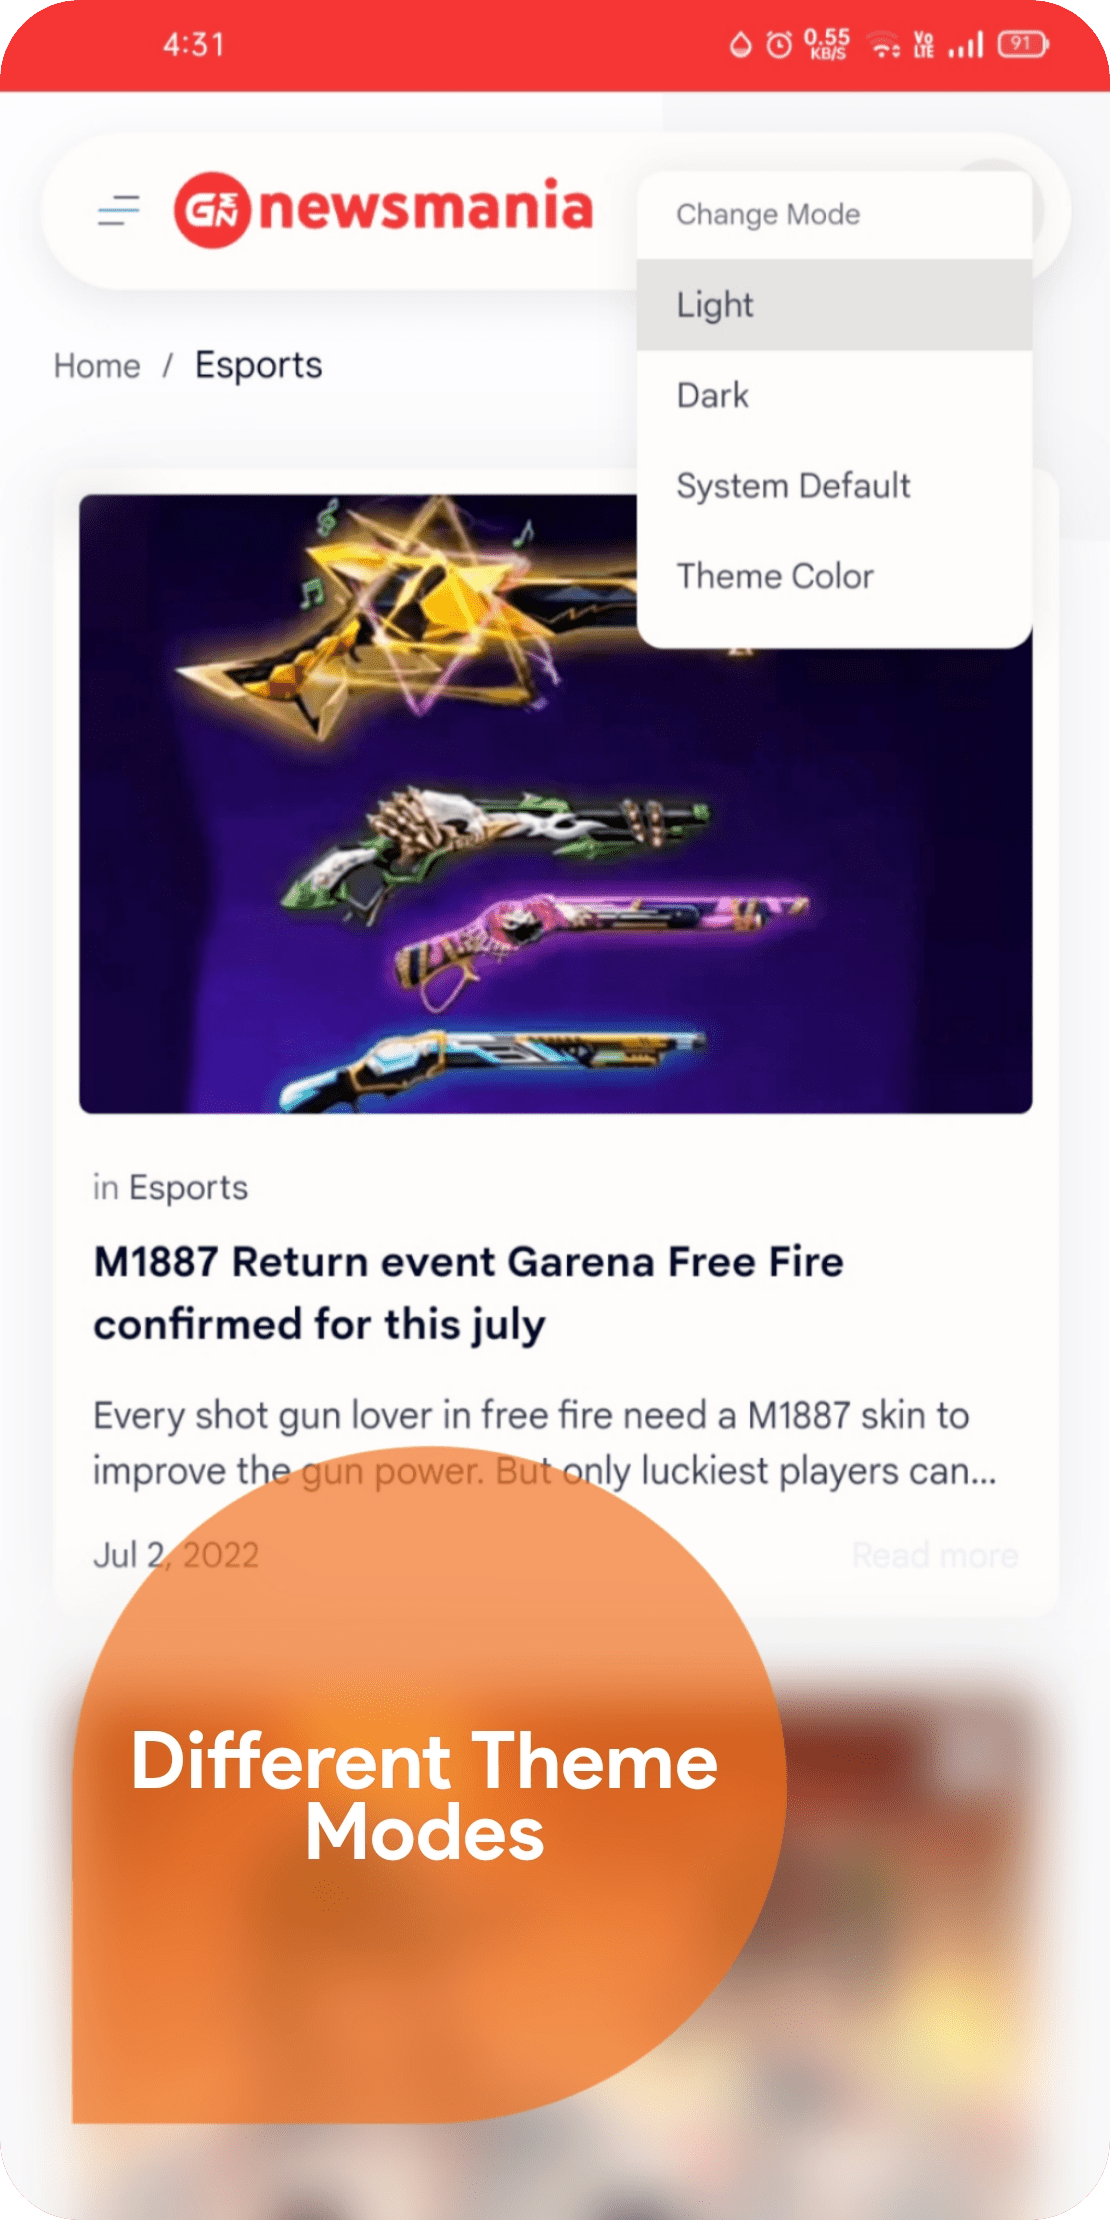 4:31
0.55
KB/S
Vo
LTE
91
GMEN
newsmania
Change Mode
Light
Dark
System Default
Theme Color
Home / Esports
in Esports
M1887 Return event Garena Free Fire
confirmed for this july
Every shot gun lover in free fire need a M1887 skin to
improve the gun power. But only luckiest players can...
Jul 2, 2022
Read more
Different Theme
Modes